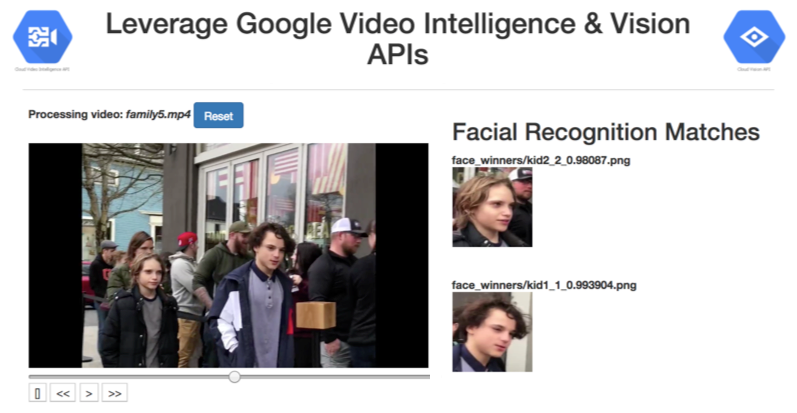 Leverage Google Video Intelligence & Vision
APIs
Cloud Video Intelligence API
Cloud Vision API
Processing video: family5.mp4 Reset
Facial Recognition Matches
face_winners/kid2_2_0.98087.png
face_winners/kid1_1_0.993904.png
[] << > >>